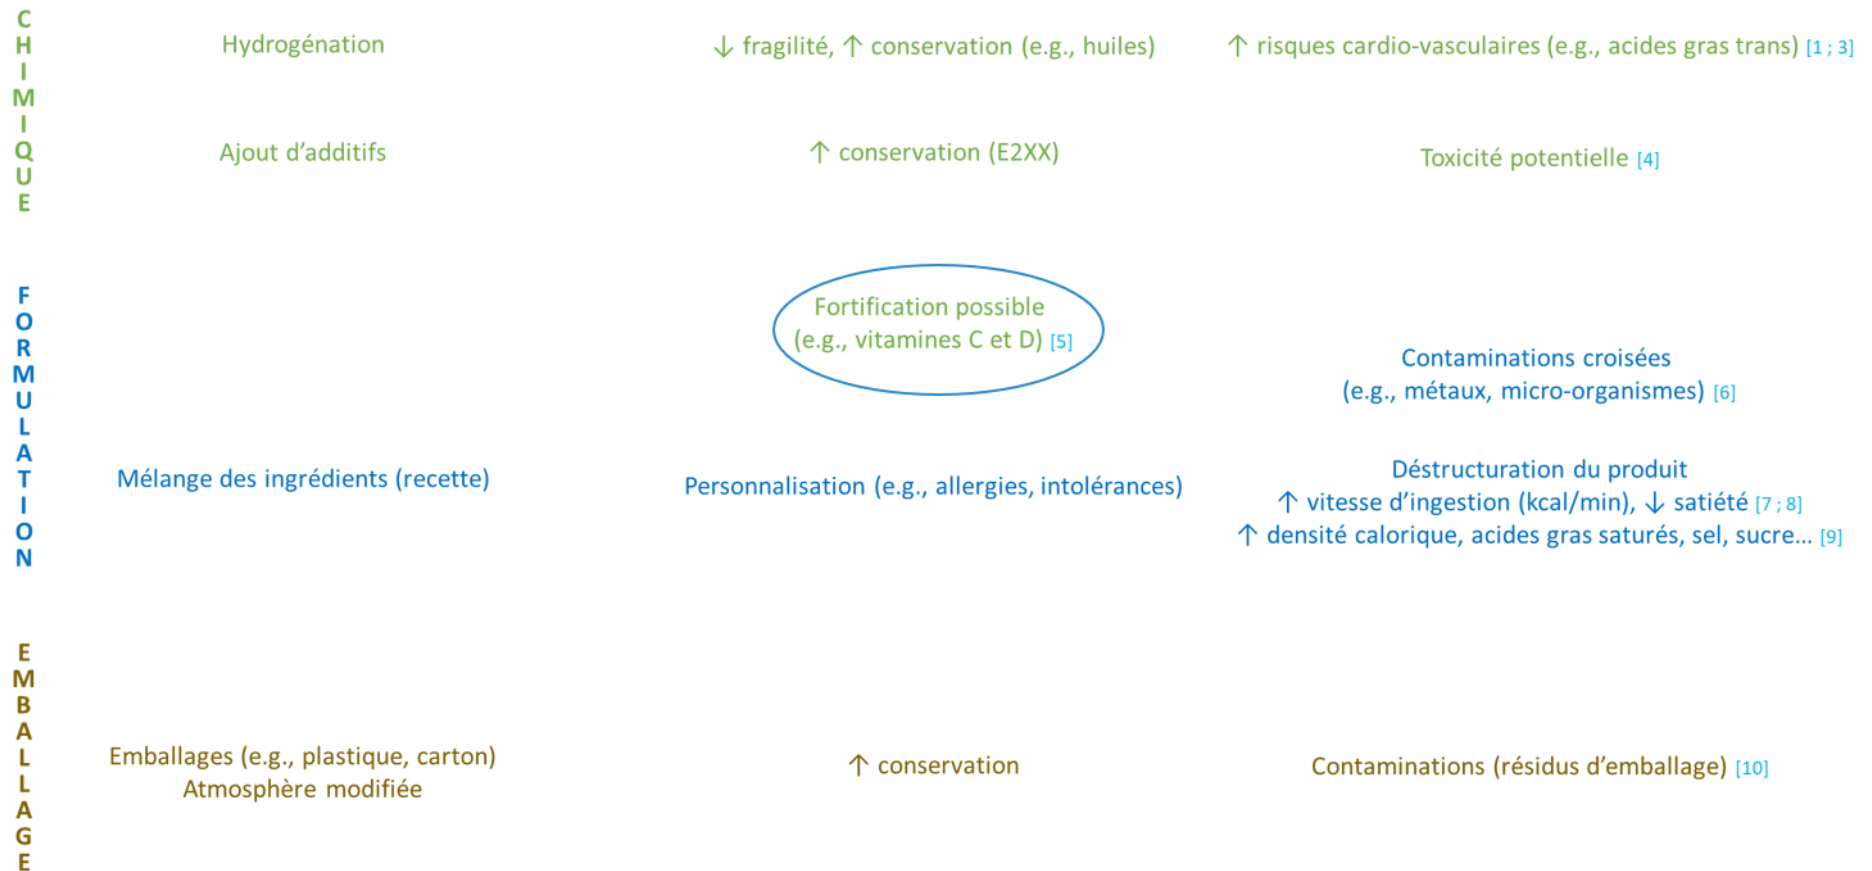 CHIMIQUE
Hydrogénation
↓ fragilité, ↑ conservation (e.g., huiles)
↑ risques cardio-vasculaires (e.g., acides gras trans) [1 ; 3]
Ajout d’additifs
↑ conservation (E2XX)
Toxicité potentielle [4]
FORMULATION
Fortification possible
(e.g., vitamines C et D) [5]
Contaminations croisées
(e.g., métaux, micro-organismes) [6]
Mélange des ingrédients (recette)
Personnalisation (e.g., allergies, intolérances)
Déstructuration du produit
↑ vitesse d’ingestion (kcal/min), ↓ satiété [7 ; 8]
↑ densité calorique, acides gras saturés, sel, sucre... [9]
EMBALLAGE
Emballages (e.g., plastique, carton)
Atmosphère modifiée
↑ conservation
Contaminations (résidus d’emballage) [10]